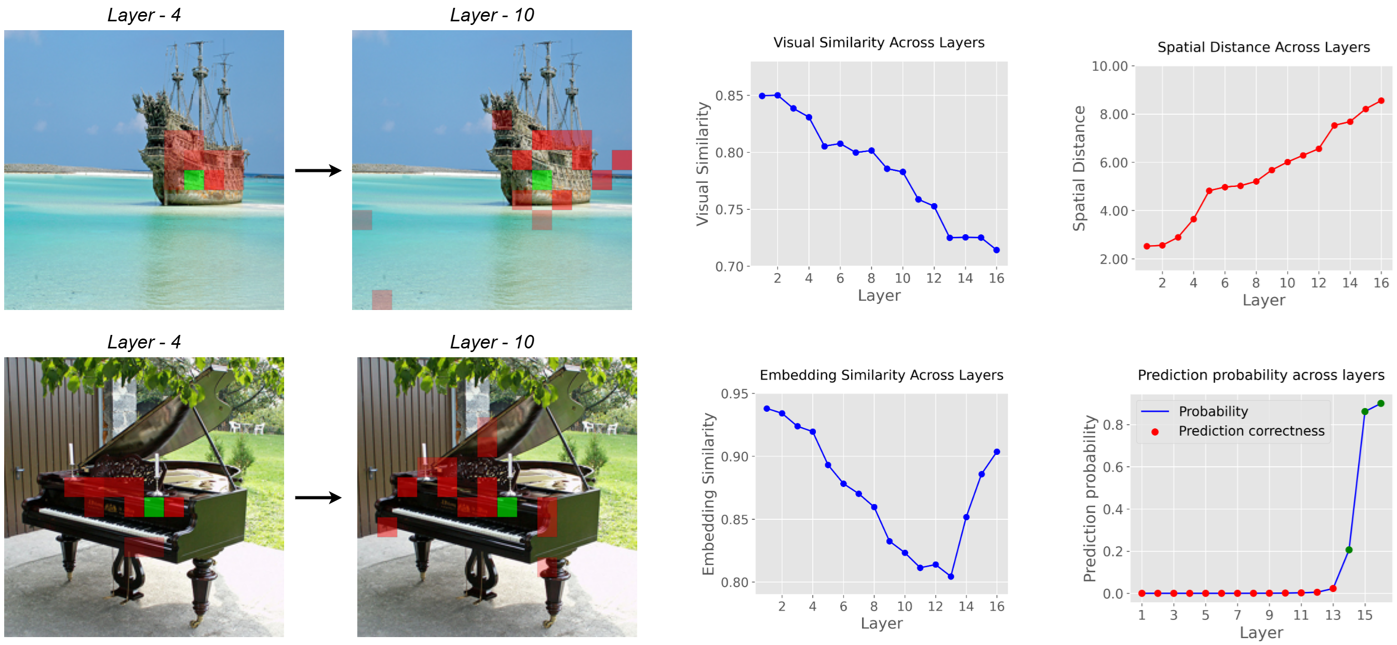 Layer - 4
Layer - 10
Visual Similarity Across Layers
Visual Similarity
0.85
0.80
0.75
0.70
2 4 6 8 10 12 14 16
Layer
Spatial Distance Across Layers
Spatial Distance
10.00
8.00
6.00
4.00
2.00
2 4 6 8 10 12 14 16
Layer
Layer - 4
Layer - 10
Embedding Similarity Across Layers
Embedding Similarity
0.95
0.90
0.85
0.80
2 4 6 8 10 12 14 16
Layer
Prediction probability across layers
Prediction probability
Probability
Prediction correctness
0.8
0.6
0.4
0.2
0.0
1 3 5 7 9 11 13 15
Layer